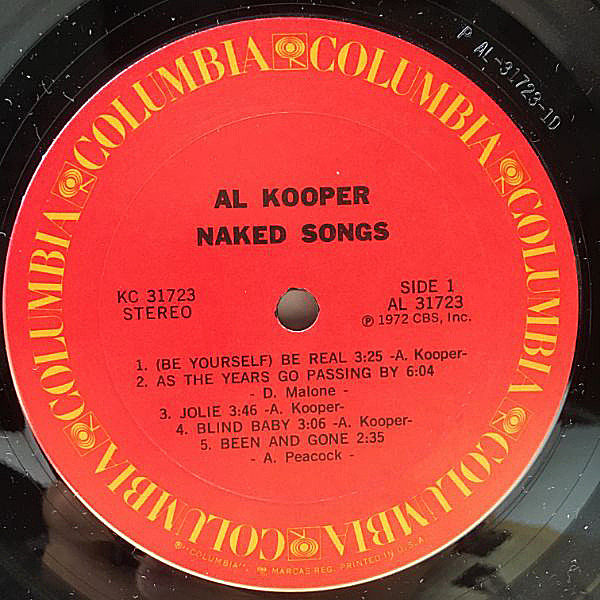 COLUMBIA COLUMBIA COLUMBIA COLUMBIA COLUMBIA COLUMBIA COLUMBIA
P AL-31723-1D
AL KOOPER
NAKED SONGS
KC 31723
STEREO
SIDE 1
AL 31723
℗ 1972 CBS, Inc.
1. (BE YOURSELF) BE REAL 3:25 -A. Kooper-
2. AS THE YEARS GO PASSING BY 6:04
- D. Malone -
3. JOLIE 3:46 -A. Kooper-
4. BLIND BABY 3:06 -A. Kooper-
5. BEEN AND GONE 2:35
- A. Peacock -
®"COLUMBIA", MARCAS REG. PRINTED IN U.S.A.